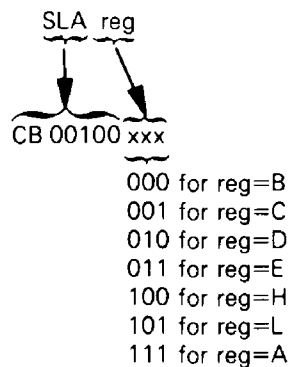 SLA reg
CB 00100 xxx
000 for reg=B
001 for reg=C
010 for reg=D
011 for reg=E
100 for reg=H
101 for reg=L
111 for reg=A